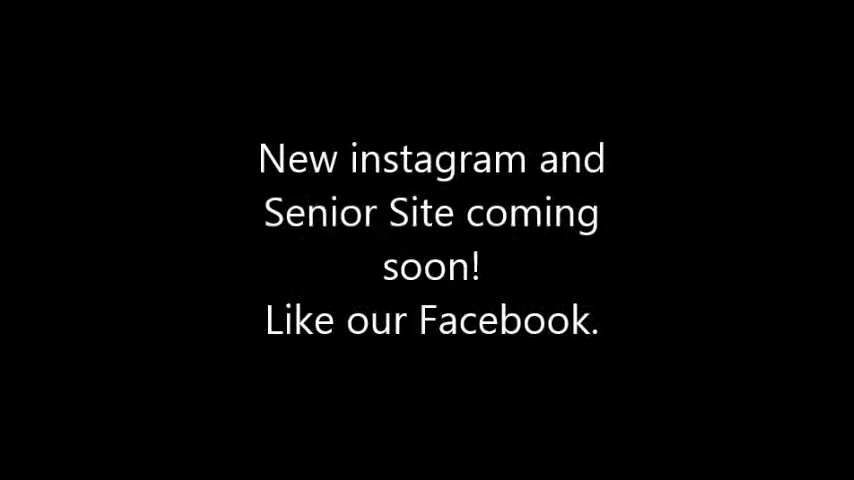 New instagram and
Senior Site coming
soon!
Like our Facebook.